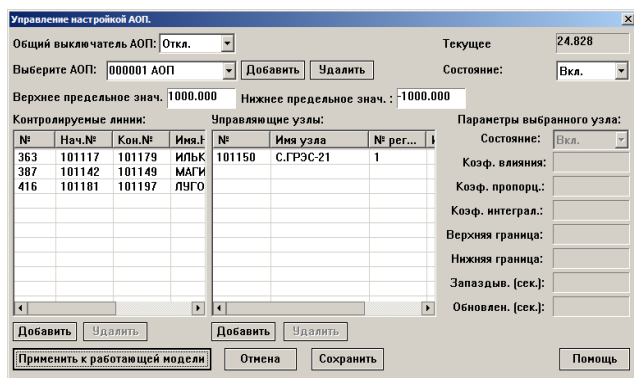 Управление настройкой АОП.
Общий выключатель АОП: Откл. Текущее 24.828
Выберите АОП: 000001 АОП Добавить Удалить Состояние: Вкл.
Верхнее предельное знач. 1000.000 Нижнее предельное знач. : -1000.000
Контролируемые линии: Управляющие узлы: Параметры выбранного узла:
№ Нач.№ Кон.№ Имя.Н № Имя узла № рег... Состояние: Вкл.
363 101117 101179 ИЛЬК 101150 С.ГРЭС-21 1 Коэф. влияния:
387 101142 101149 МАГИ
416 101181 101197 ЛУГО Коэф. пропорц.:
Коэф. интеграл.:
Верхняя граница:
Нижняя граница:
Запаздыв. (сек.):
Обновлен. (сек.):
Добавить Удалить Добавить Удалить
Применить к работающей модели Отмена Сохранить Помощь